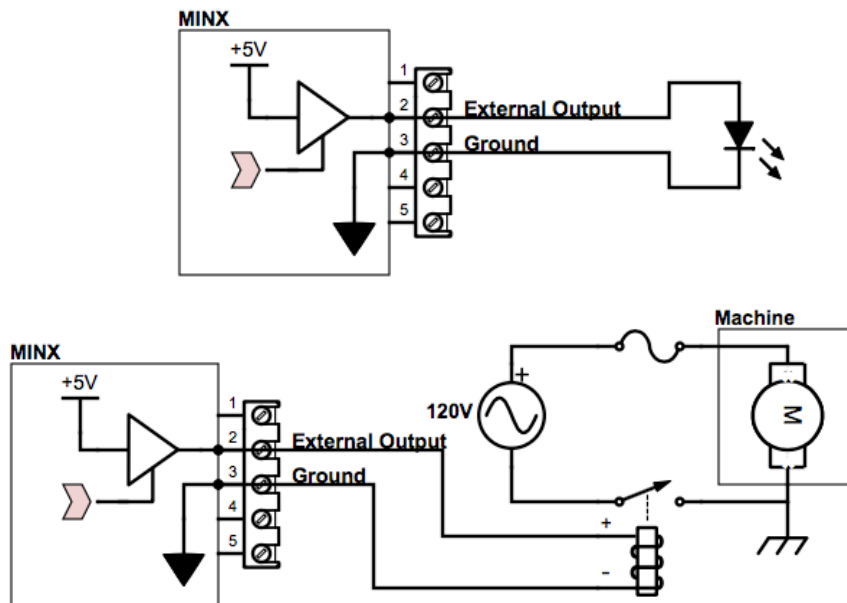 MINX
+5V
1
2
External Output
3
Ground
4
5
Machine
MINX
+5V
120V
+
M
1
2
External Output
3
Ground
4
5
+
-